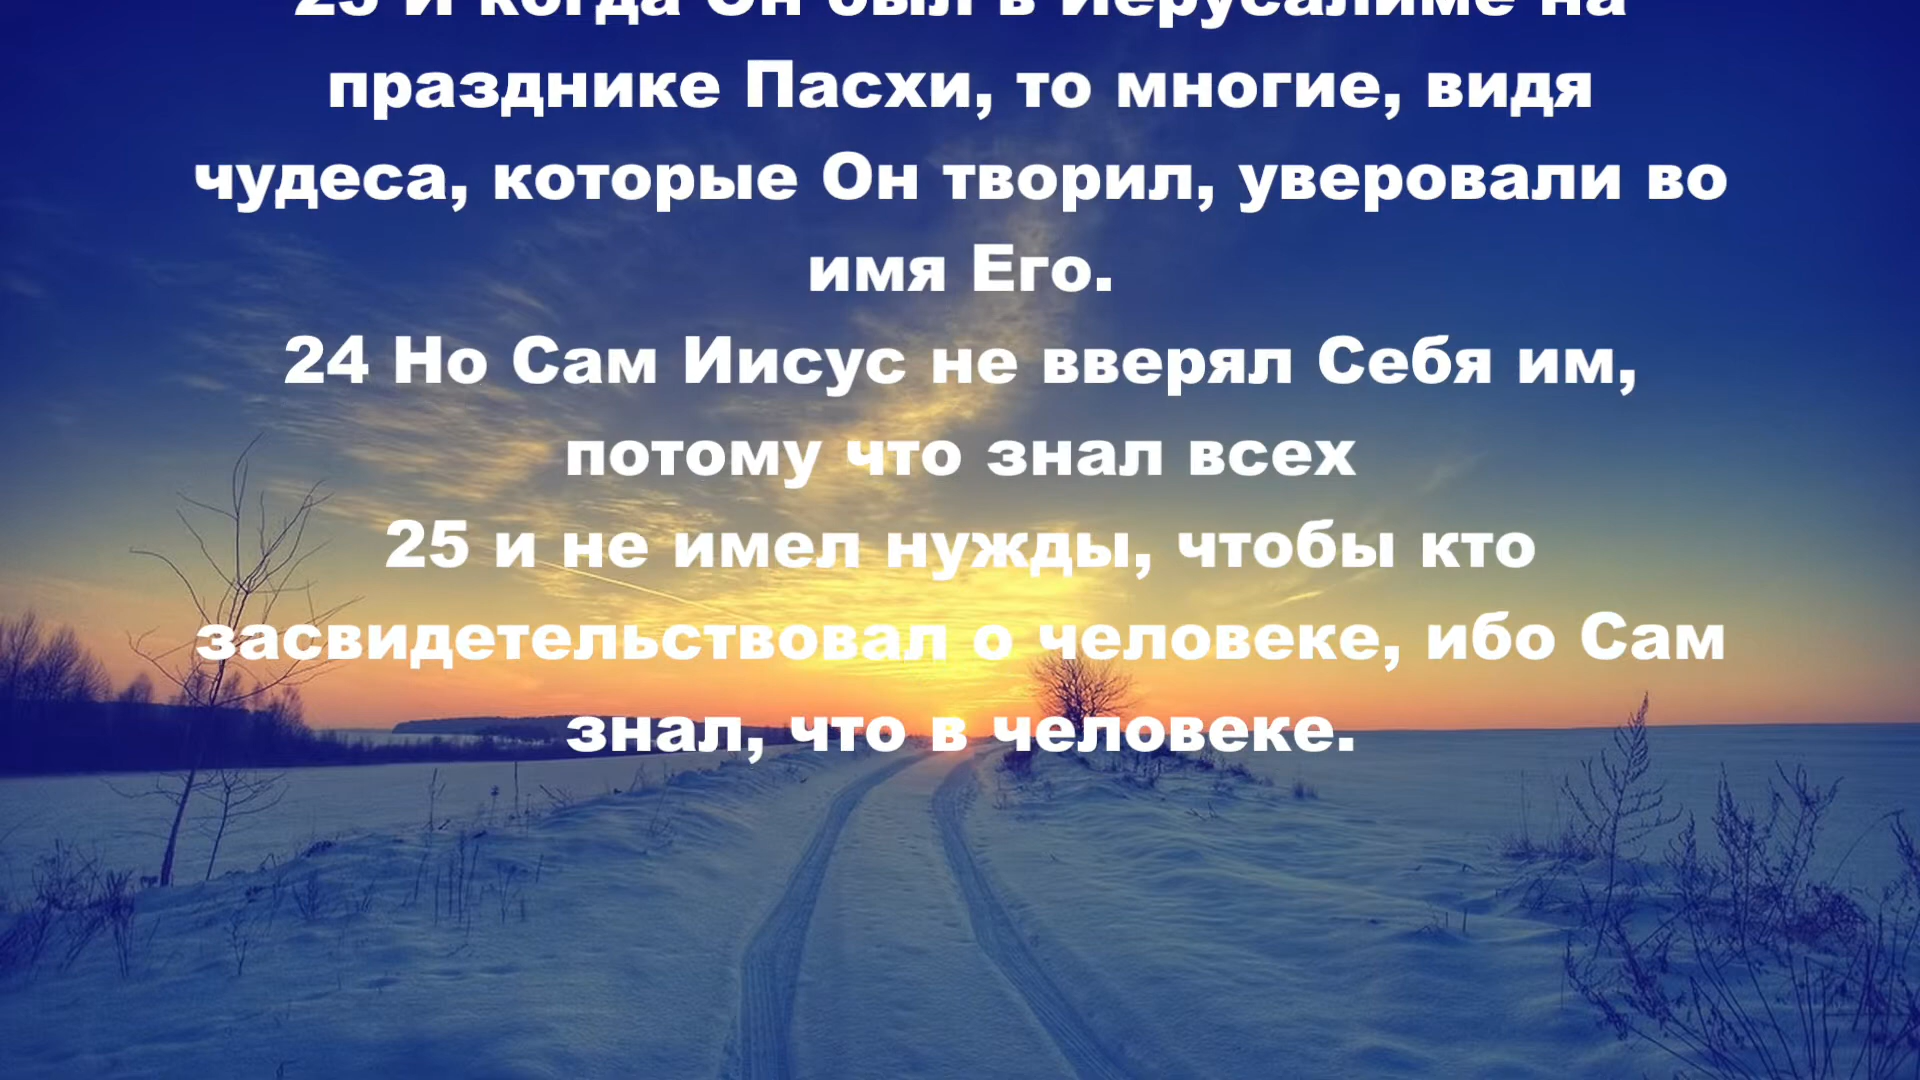 23 И когда Он был в Иерусалиме на
празднике Пасхи, то многие, видя
чудеса, которые Он творил, уверовали во
имя Его.
24 Но Сам Иисус не вверял Себя им,
потому что знал всех
25 и не имел нужды, чтобы кто
засвидетельствовал о человеке, ибо Сам
знал, что в человеке.